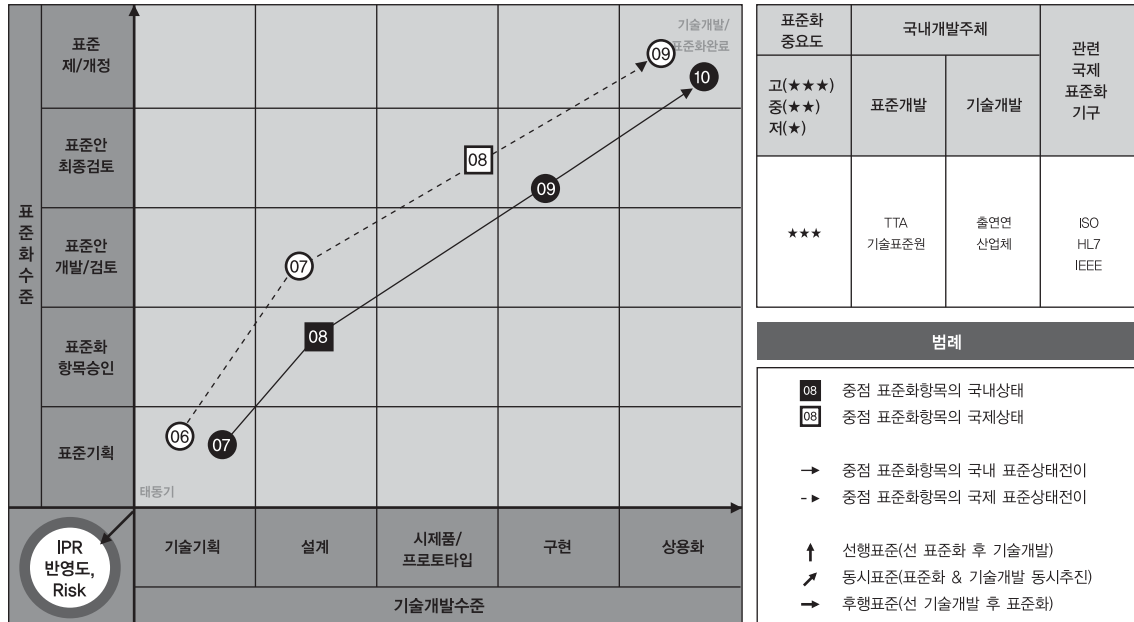 표준화수준
표준
제/개정
표준안
최종검토
표준안
개발/검토
표준화
항목승인
표준기획
기술개발/
표준화완료
09
10
08
09
07
08
06
07
태동기
IPR
반영도,
Risk
기술기획
설계
시제품/
프로토타입
구현
상용화
기술개발수준
표준화
중요도
국내개발주체
관련
국제
표준화
기구
고(★★★)
중(★★)
저(★)
표준개발
기술개발
★★★
TTA
기술표준원
출연연
산업체
ISO
HL7
IEEE
범례
08 중점 표준화항목의 국내상태
08 중점 표준화항목의 국제상태
→ 중점 표준화항목의 국내 표준상태전이
- ▸ 중점 표준화항목의 국제 표준상태전이
↑ 선행표준(선 표준화 후 기술개발)
↗ 동시표준(표준화 & 기술개발 동시추진)
→ 후행표준(선 기술개발 후 표준화)